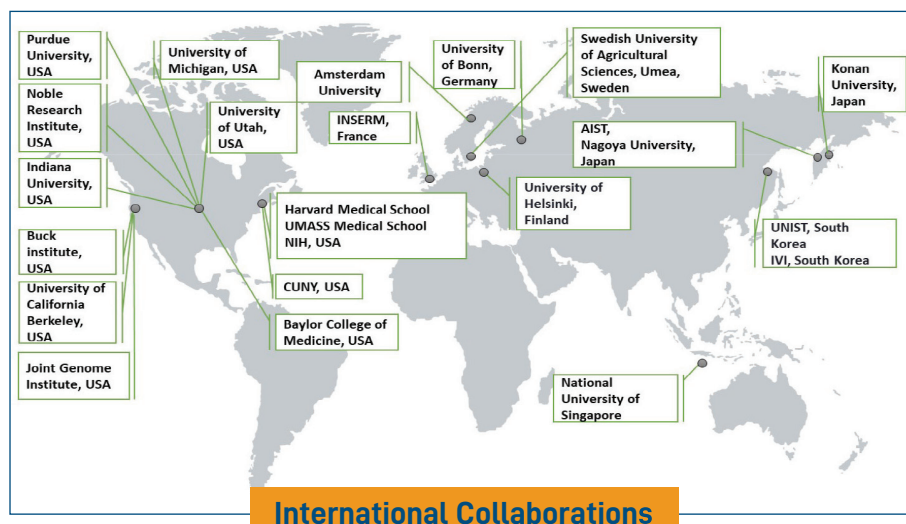 Purdue
University,
USA
Noble
Research
Institute,
USA
Indiana
University,
USA
Buck
institute,
USA
University of
California
Berkeley,
USA
Joint Genome
Institute, USA
University of
Michigan, USA
University
of Utah,
USA
Harvard Medical School
UMASS Medical School
NIH, USA
CUNY, USA
Baylor College of
Medicine, USA
Amsterdam
University
INSERM,
France
University
of Bonn,
Germany
Swedish University
of Agricultural
Sciences, Umea,
Sweden
University of
Helsinki,
Finland
AIST,
Nagoya University,
Japan
Konan
University,
Japan
UNIST, South
Korea
IVI, South Korea
National
University of
Singapore
International Collaborations